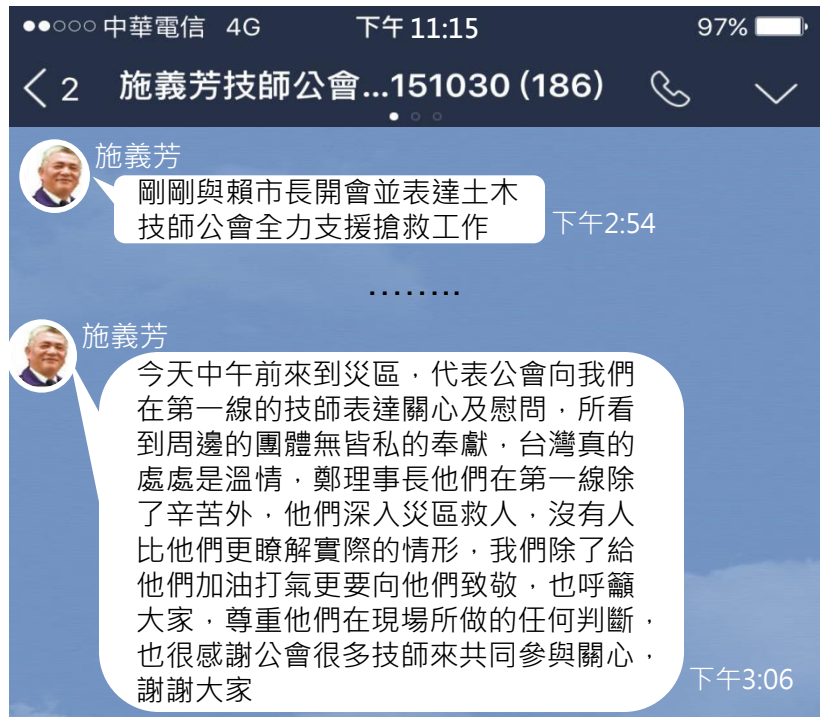 中華電信 4G 下午 11:15 97%
2 施義芳技師公會...151030 (186)
施義芳
剛剛與賴市長開會並表達土木
技師公會全力支援搶救工作
下午2:54
........
施義芳
今天中午前來到災區，代表公會向我們
在第一線的技師表達關心及慰問，所看
到周邊的團體無皆私的奉獻，台灣真的
處處是溫情，鄭理事長他們在第一線除
了辛苦外，他們深入災區救人，沒有人
比他們更瞭解實際的情形，我們除了給
他們加油打氣更要向他們致敬，也呼籲
大家，尊重他們在現場所做的任何判斷，
也很感謝公會很多技師來共同參與關心，
謝謝大家
下午3:06